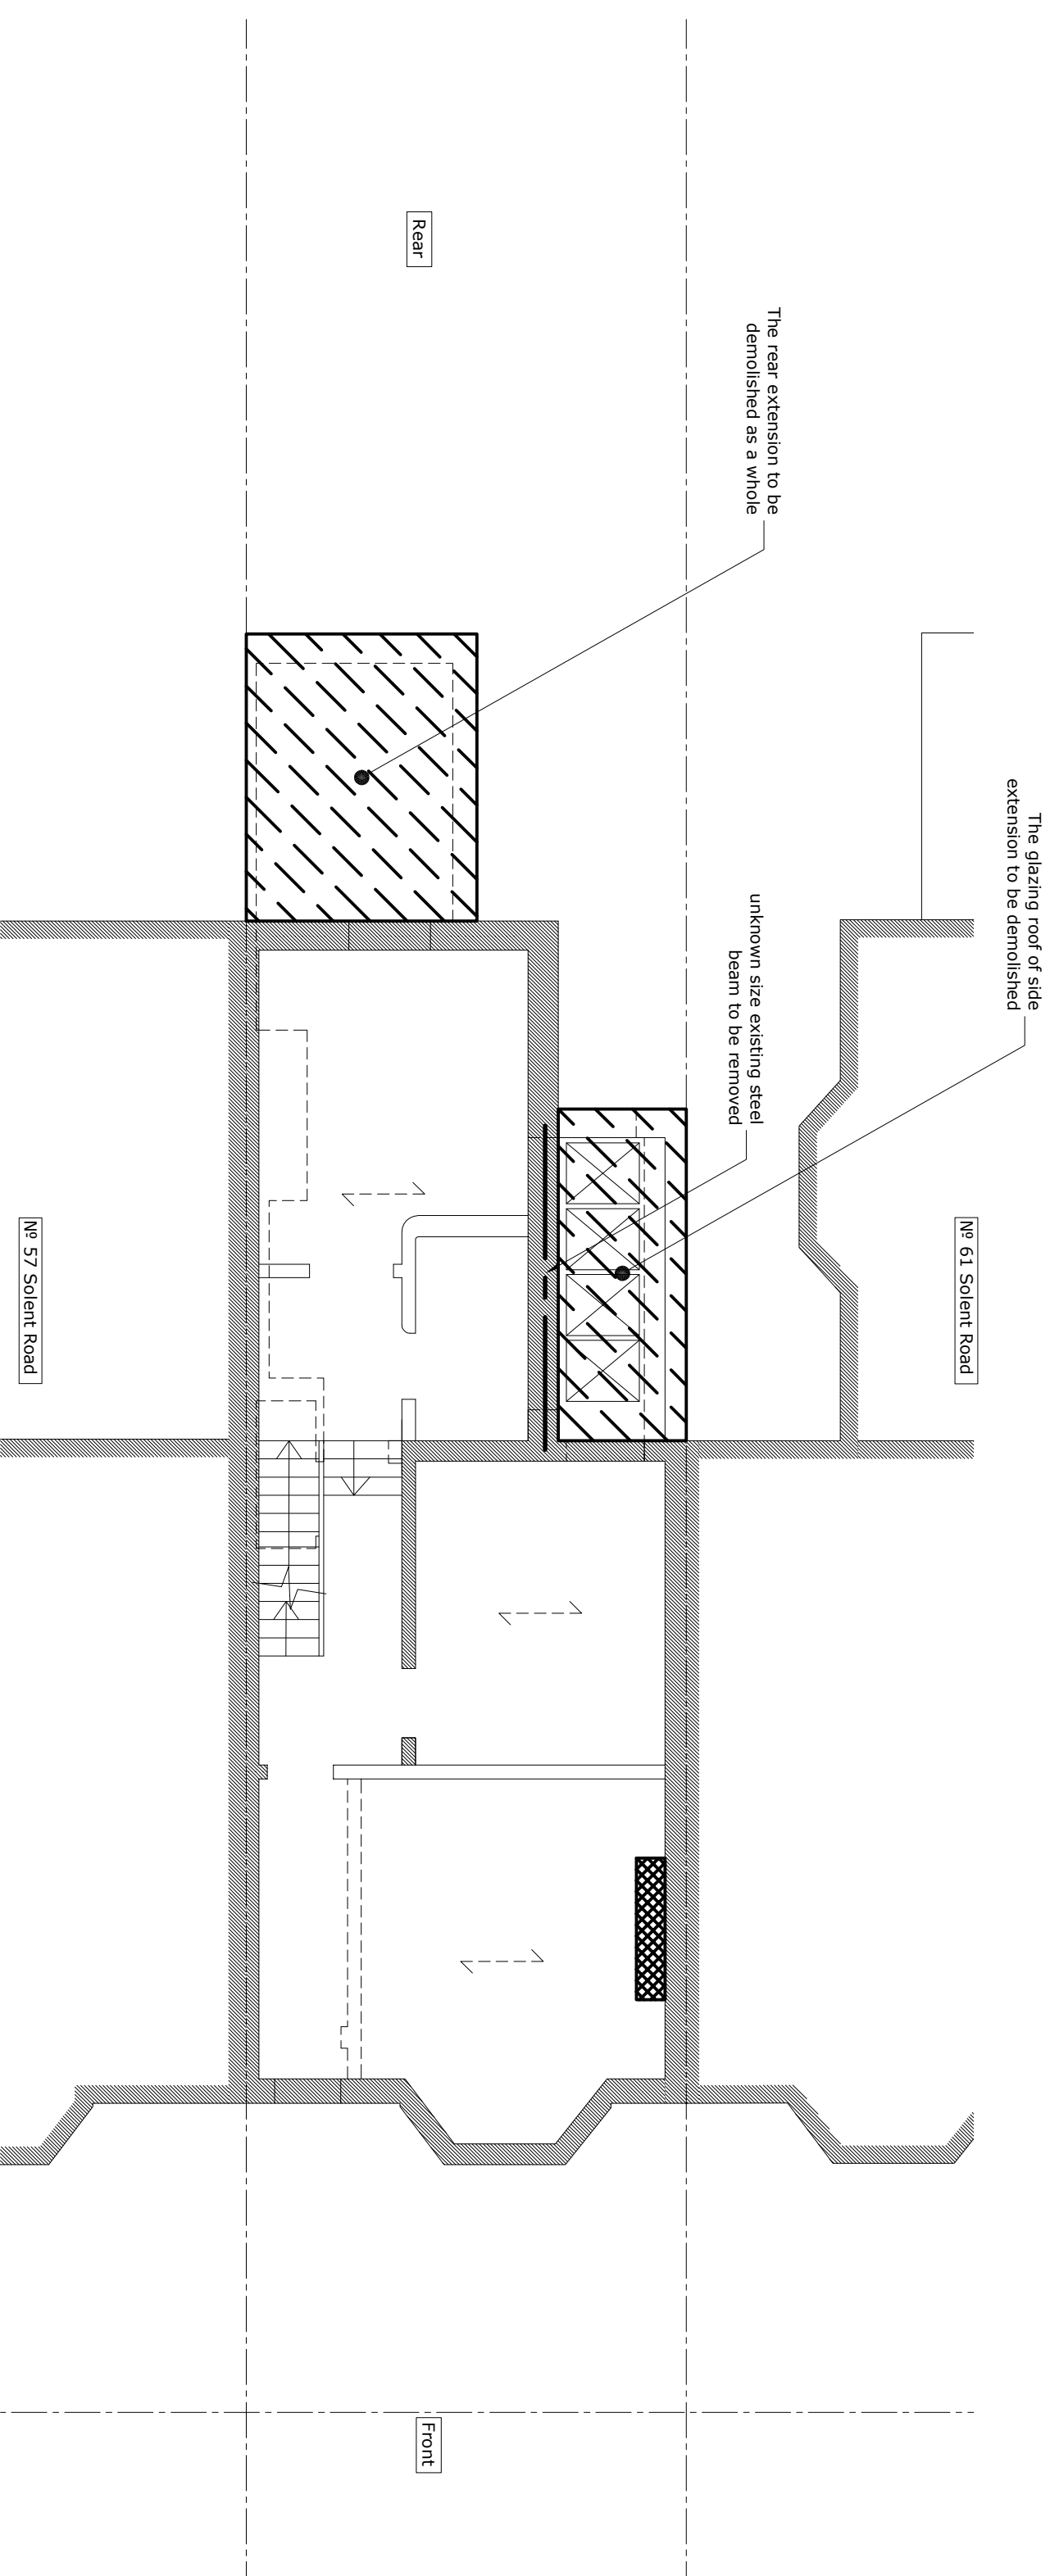 Rear
The rear extension to be
demolished as a whole
The glazing roof of side
extension to be demolished
unknown size existing steel
beam to be removed
№ 57 Solent Road
№ 61 Solent Road
Front